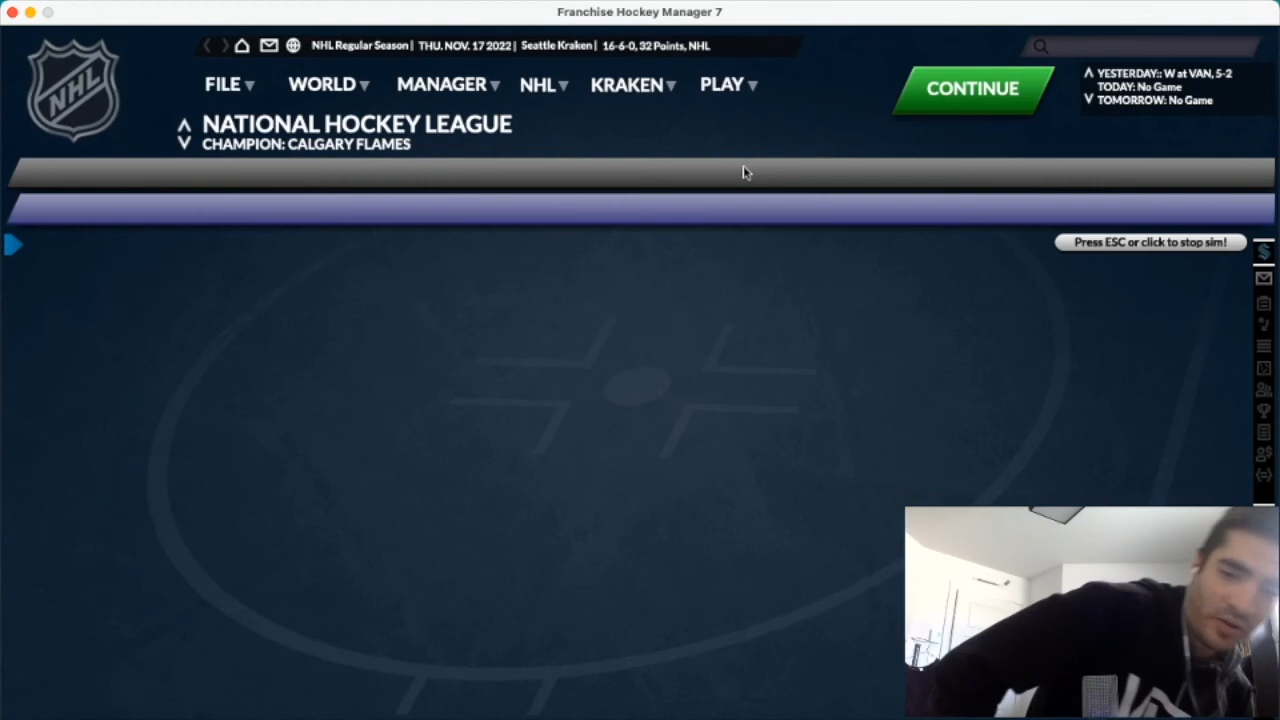 Franchise Hockey Manager 7
NHL Regular Season | THU. NOV. 17 2022 | Seattle Kraken | 16-6-0, 32 Points, NHL
FILE WORLD MANAGER NHL KRAKEN PLAY
CONTINUE
YESTERDAY:: W at VAN, 5-2
TODAY: No Game
TOMORROW: No Game
NHL
NATIONAL HOCKEY LEAGUE
CHAMPION: CALGARY FLAMES
Press ESC or click to stop sim!